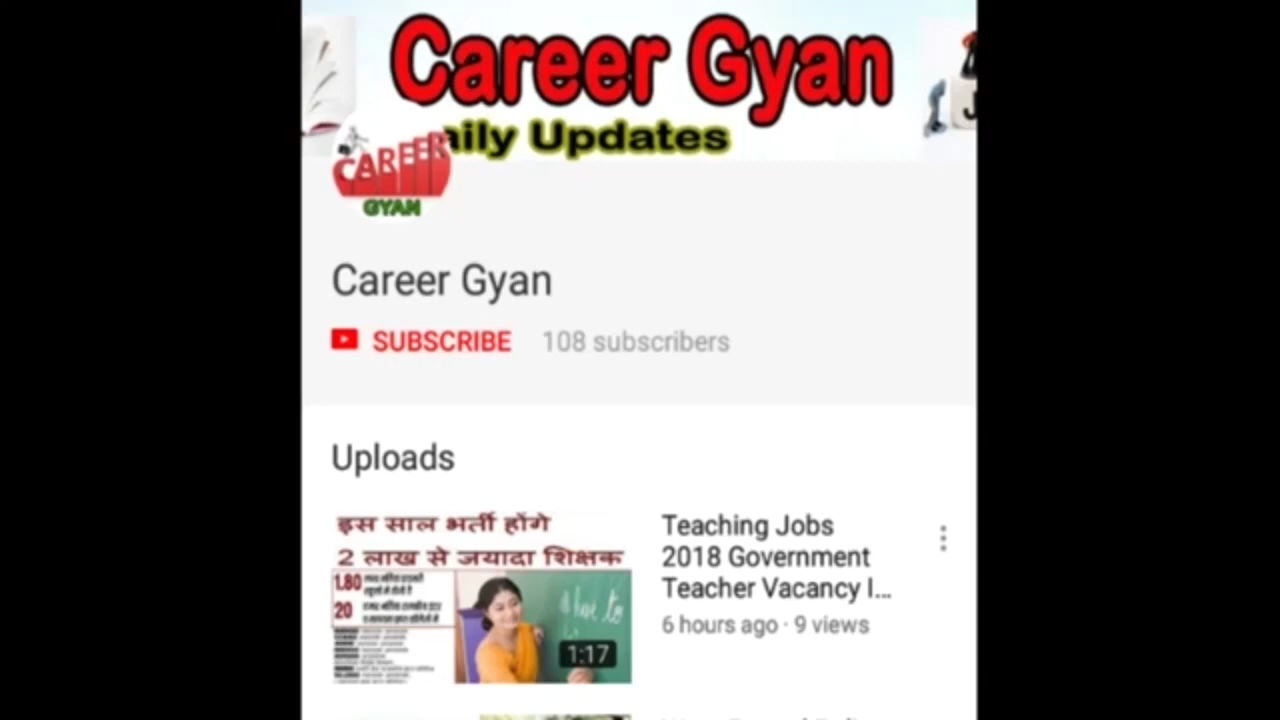 Career Gyan
aily Updates
CAREER
GYAN
Career Gyan
SUBSCRIBE 108 subscribers
Uploads
इस साल भर्ती होंगे
2 लाख से जयादा शिक्षक
1.80
20
1:17
Teaching Jobs
2018 Government
Teacher Vacancy I...
6 hours ago · 9 views